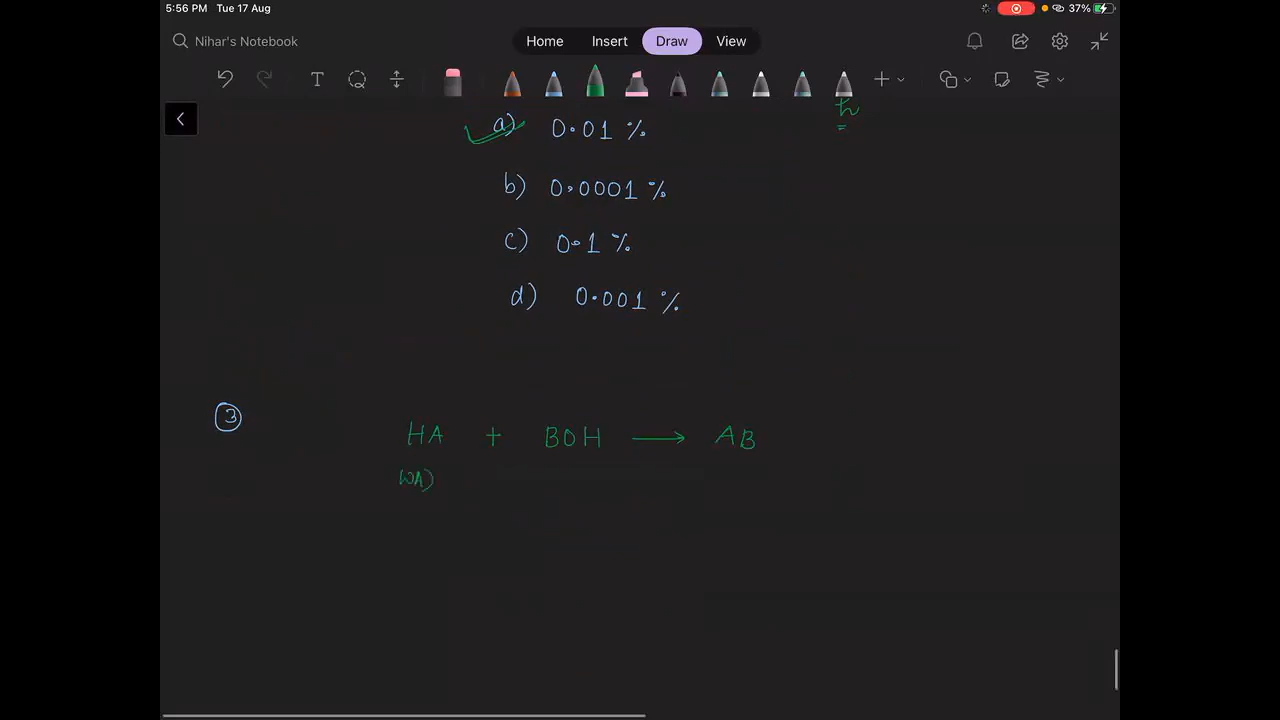 5:56 PM Tue 17 Aug 37%
Nihar's Notebook Home Insert Draw View
T
a) 0.01 % ℏ
b) 0.0001 %
c) 0.1 %
d) 0.001 %
3 HA + BOH → AB
WA)